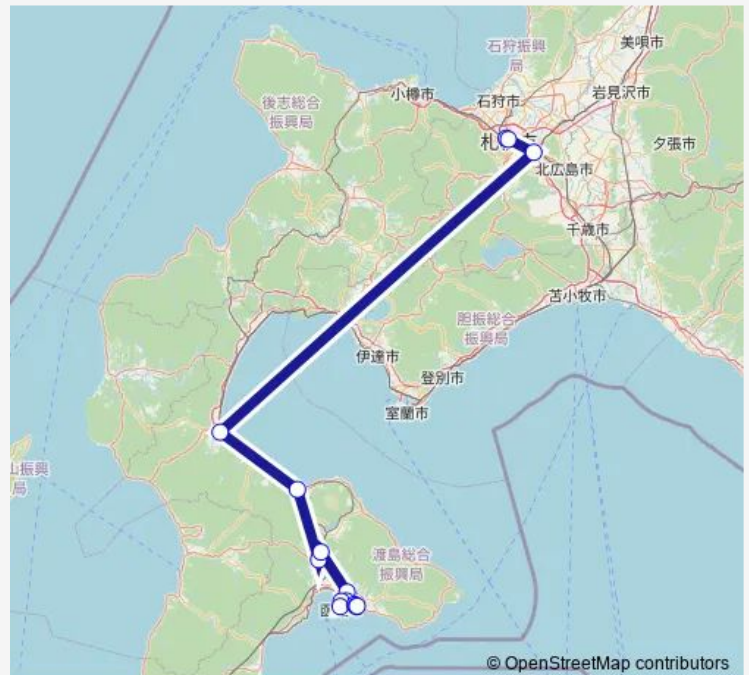 美唄市
石狩振興
局
小樽市
岩見沢市
石狩市
後志総合
振興局
夕張市
北広島市
千歳市
苫小牧市
胆振総合
振興局
伊達市
登別市
室蘭市
山振興
局
渡島総合
振興局
© OpenStreetMap contributors